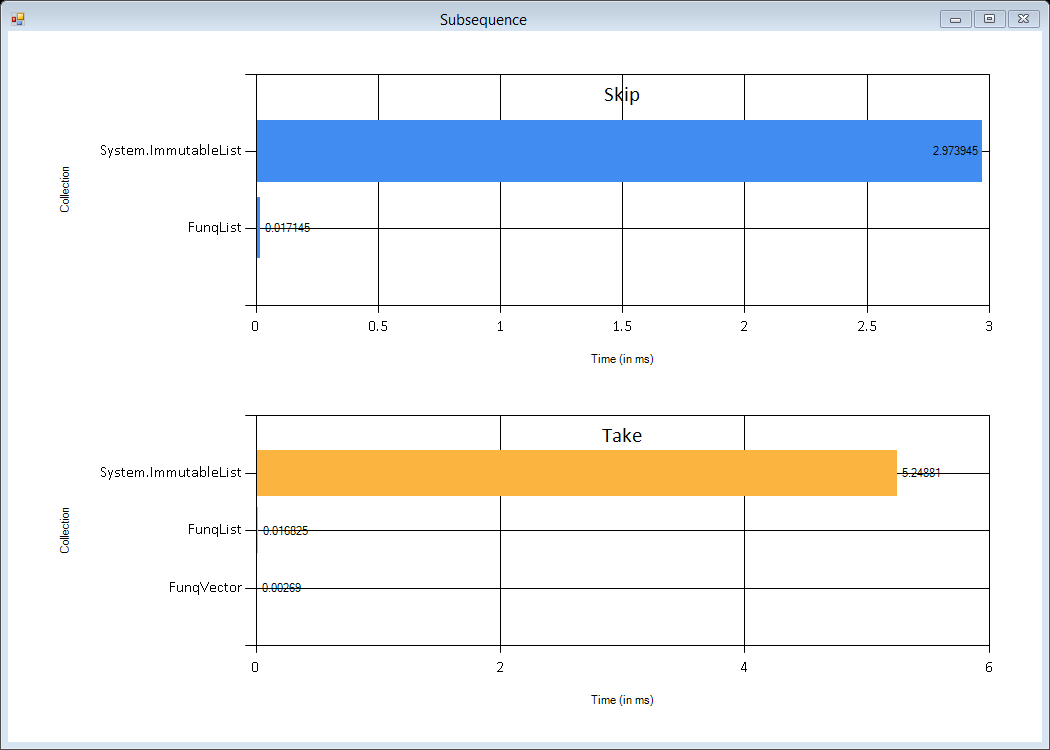 Subsequence
Skip
System.ImmutableList
2.973945
Collection
FunqList
0.017145
0 0.5 1 1.5 2 2.5 3
Time (in ms)
Take
System.ImmutableList
5.24881
Collection
FunqList
0.016825
FunqVector
0.00269
0 2 4 6
Time (in ms)